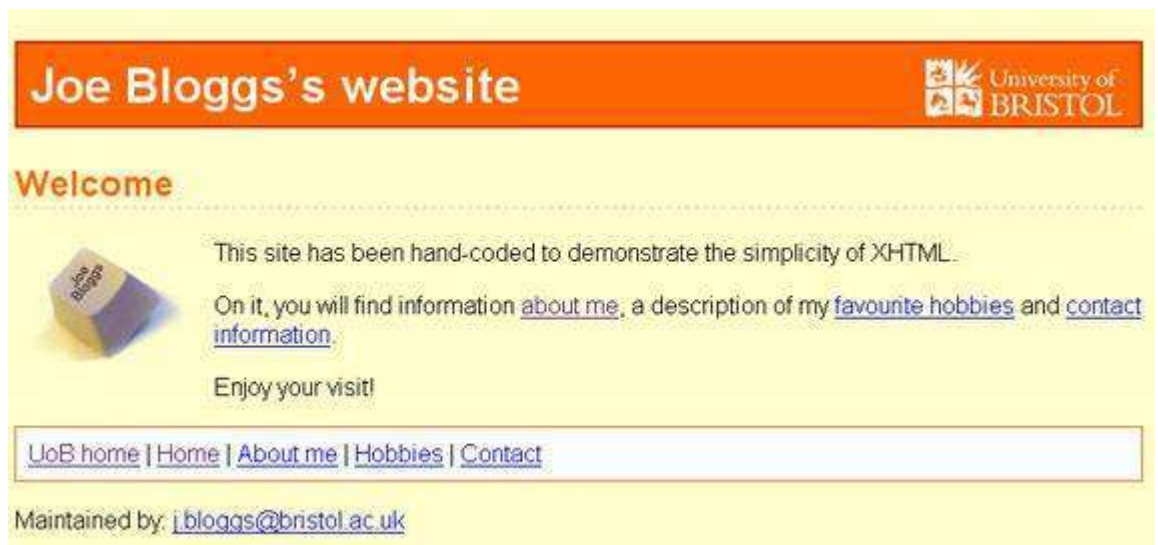 Joe Bloggs's website
University of
BRISTOL
Welcome
Joe
Bloggs
This site has been hand-coded to demonstrate the simplicity of XHTML.
On it, you will find information about me, a description of my favourite hobbies and contact
information.
Enjoy your visit!
UoB home | Home | About me | Hobbies | Contact
Maintained by: j.bloggs@bristol.ac.uk